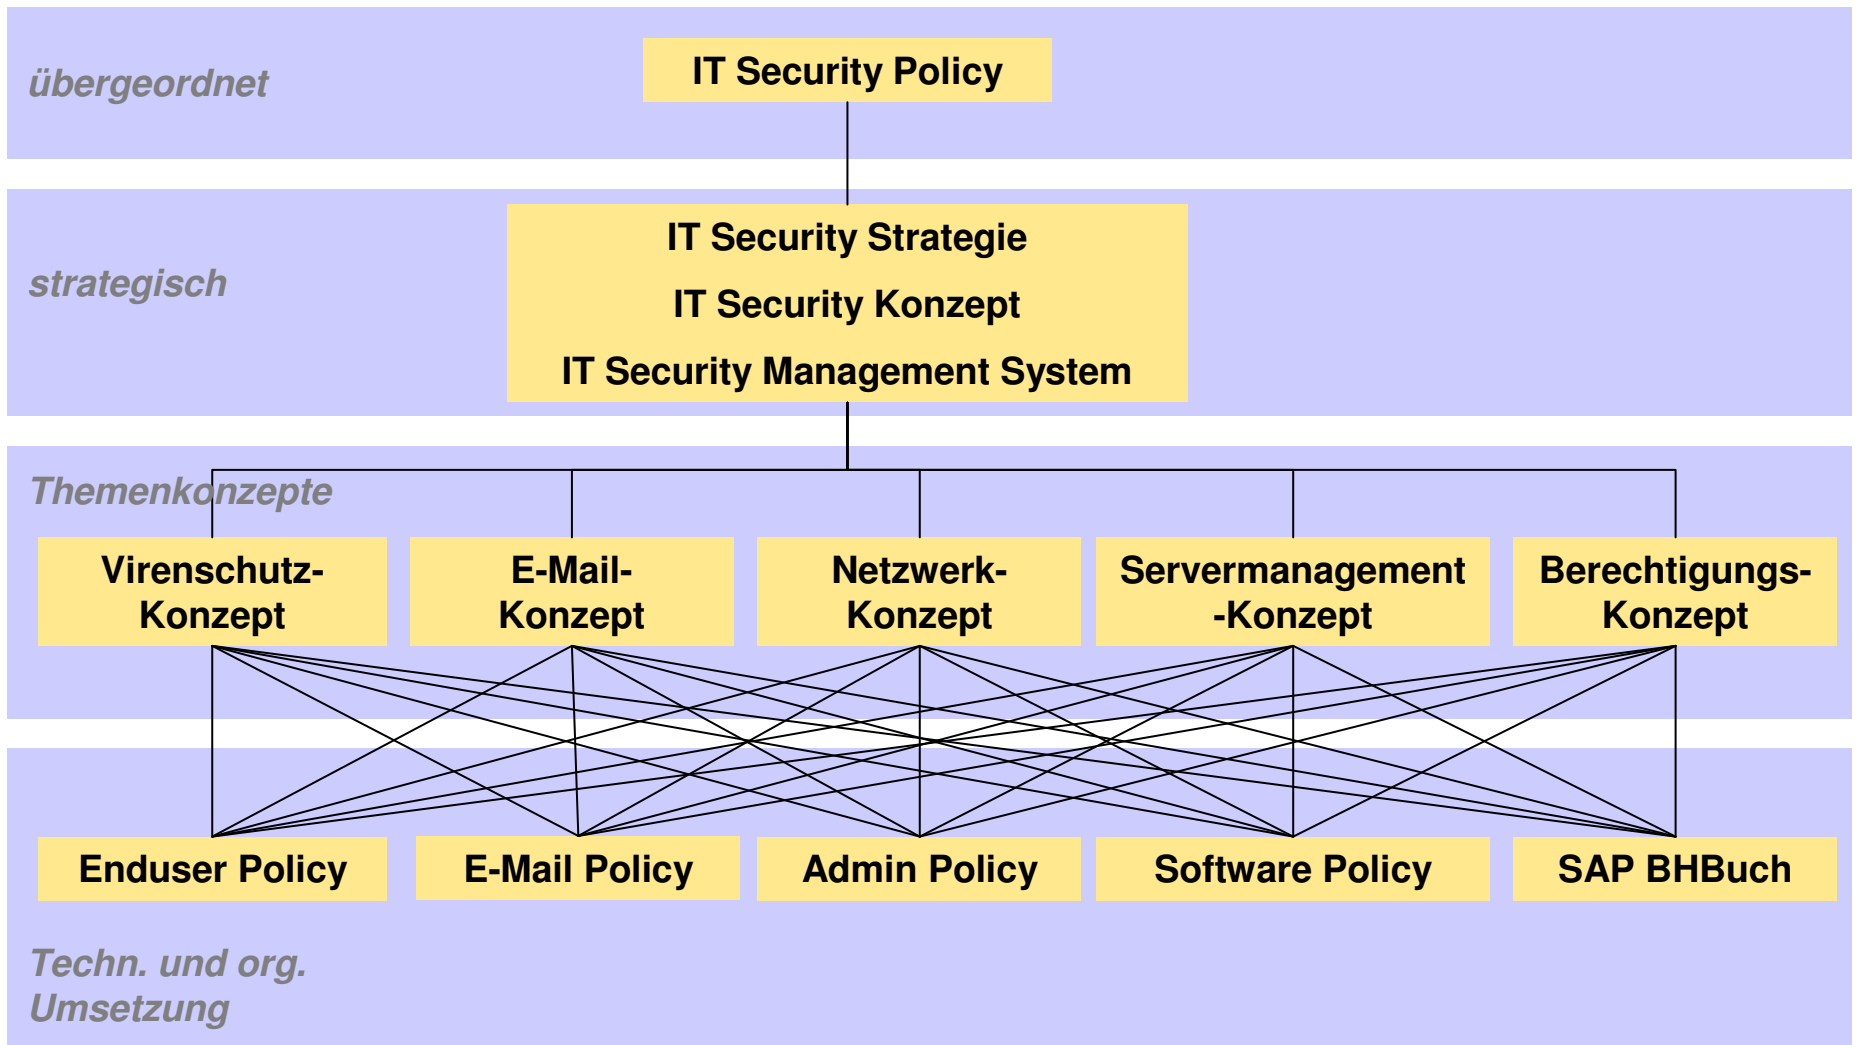 übergeordnet
IT Security Policy
strategisch
IT Security Strategie
IT Security Konzept
IT Security Management System
Themenkonzepte
Virenschutz-
Konzept
E-Mail-
Konzept
Netzwerk-
Konzept
Servermanagement
-Konzept
Berechtigungs-
Konzept
Enduser Policy
E-Mail Policy
Admin Policy
Software Policy
SAP BHBuch
Techn. und org.
Umsetzung